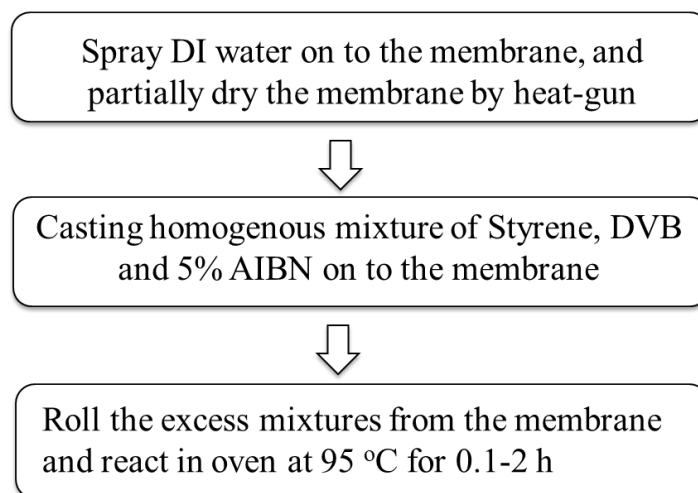 Spray DI water on to the membrane, and
partially dry the membrane by heat-gun
Casting homogenous mixture of Styrene, DVB
and 5% AIBN on to the membrane
Roll the excess mixtures from the membrane
and react in oven at 95 °C for 0.1-2 h